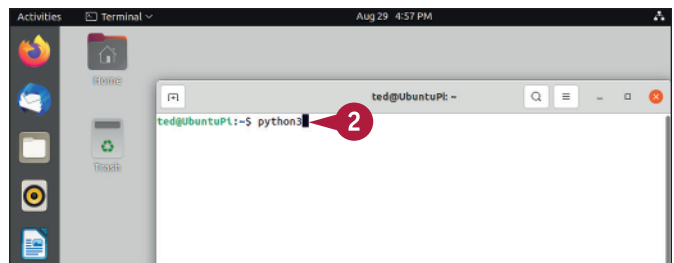 Activities Terminal Aug 29 4:57 PM
Home
ted@UbuntuPi: ~
ted@UbuntuPi:~$ python3
2
Trash